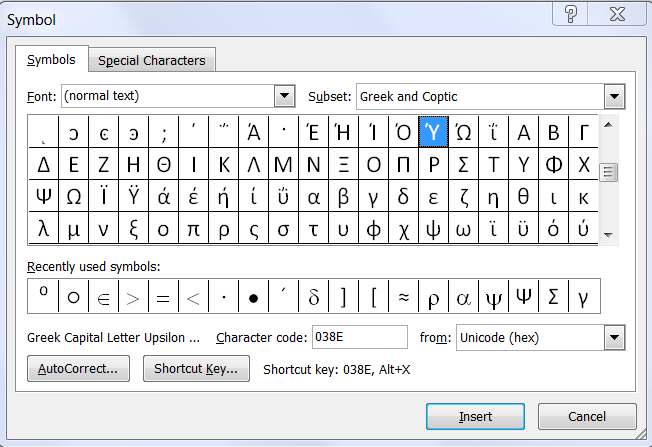 Symbol
Symbols Special Characters
Font: (normal text) Subset: Greek and Coptic
ͺ ͻ ͼ ͽ ; ΄ ΅ Ά · Έ Ή Ί Ό Ύ Ώ ΐ Α Β Γ
Δ Ε Ζ Η Θ Ι Κ Λ Μ Ν Ξ Ο Π Ρ Σ Τ Υ Φ Χ
Ψ Ω Ϊ Ϋ ά έ ή ί ΰ α β γ δ ε ζ η θ ι κ
λ μ ν ξ ο π ρ ς σ τ υ φ χ ψ ω ϊ ϋ ό ύ
Recently used symbols:
º ○ ∈ > = < · ● ΄ δ ] [ ≈ ρ α ψ Ψ Σ γ
Greek Capital Letter Upsilon ... Character code: 038E from: Unicode (hex)
AutoCorrect... Shortcut Key... Shortcut key: 038E, Alt+X
Insert Cancel